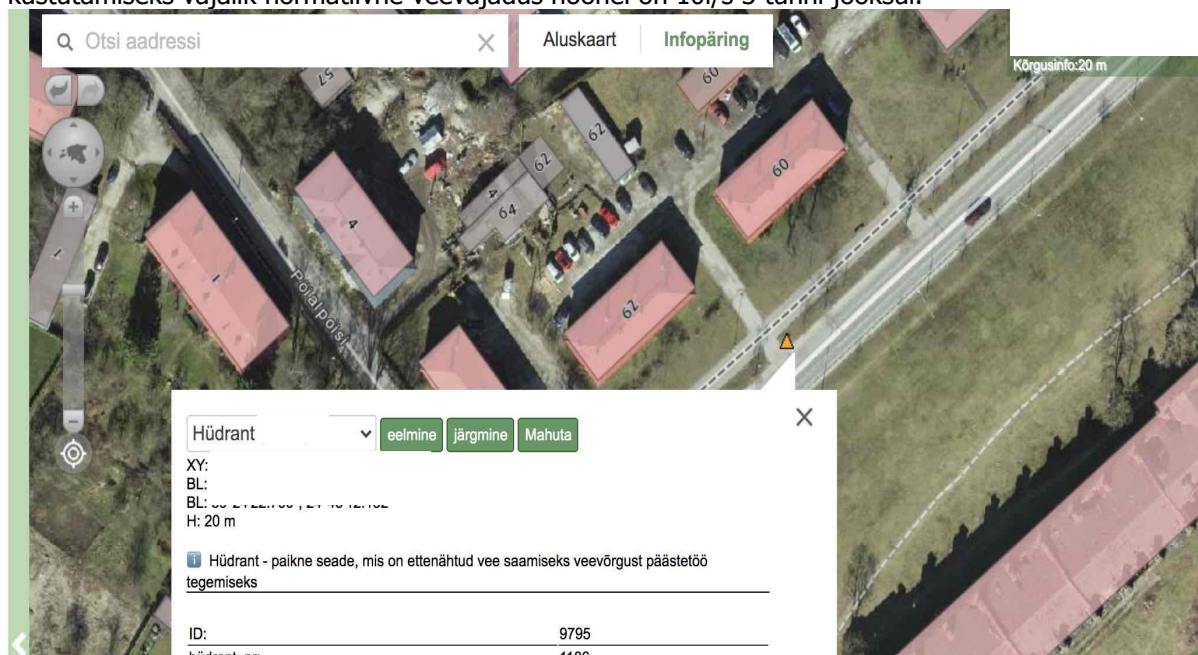 kustutamiseks vajalik normatiivne veevajadus hoonel on 10l/s 3 tunni jooksul.
Otsi aadressi
Aluskaart Infopäring
Kõrgusinfo:20 m
57
60
62
62
60
4
64
4
1
1
62
Pöialpoisi
Hüdrant eelmine järgmine Mahuta
XY:
BL:
BL:
H: 20 m
Hüdrant - paikne seade, mis on ettenähtud vee saamiseks veevõrgust päästetöö
tegemiseks
ID: 9795